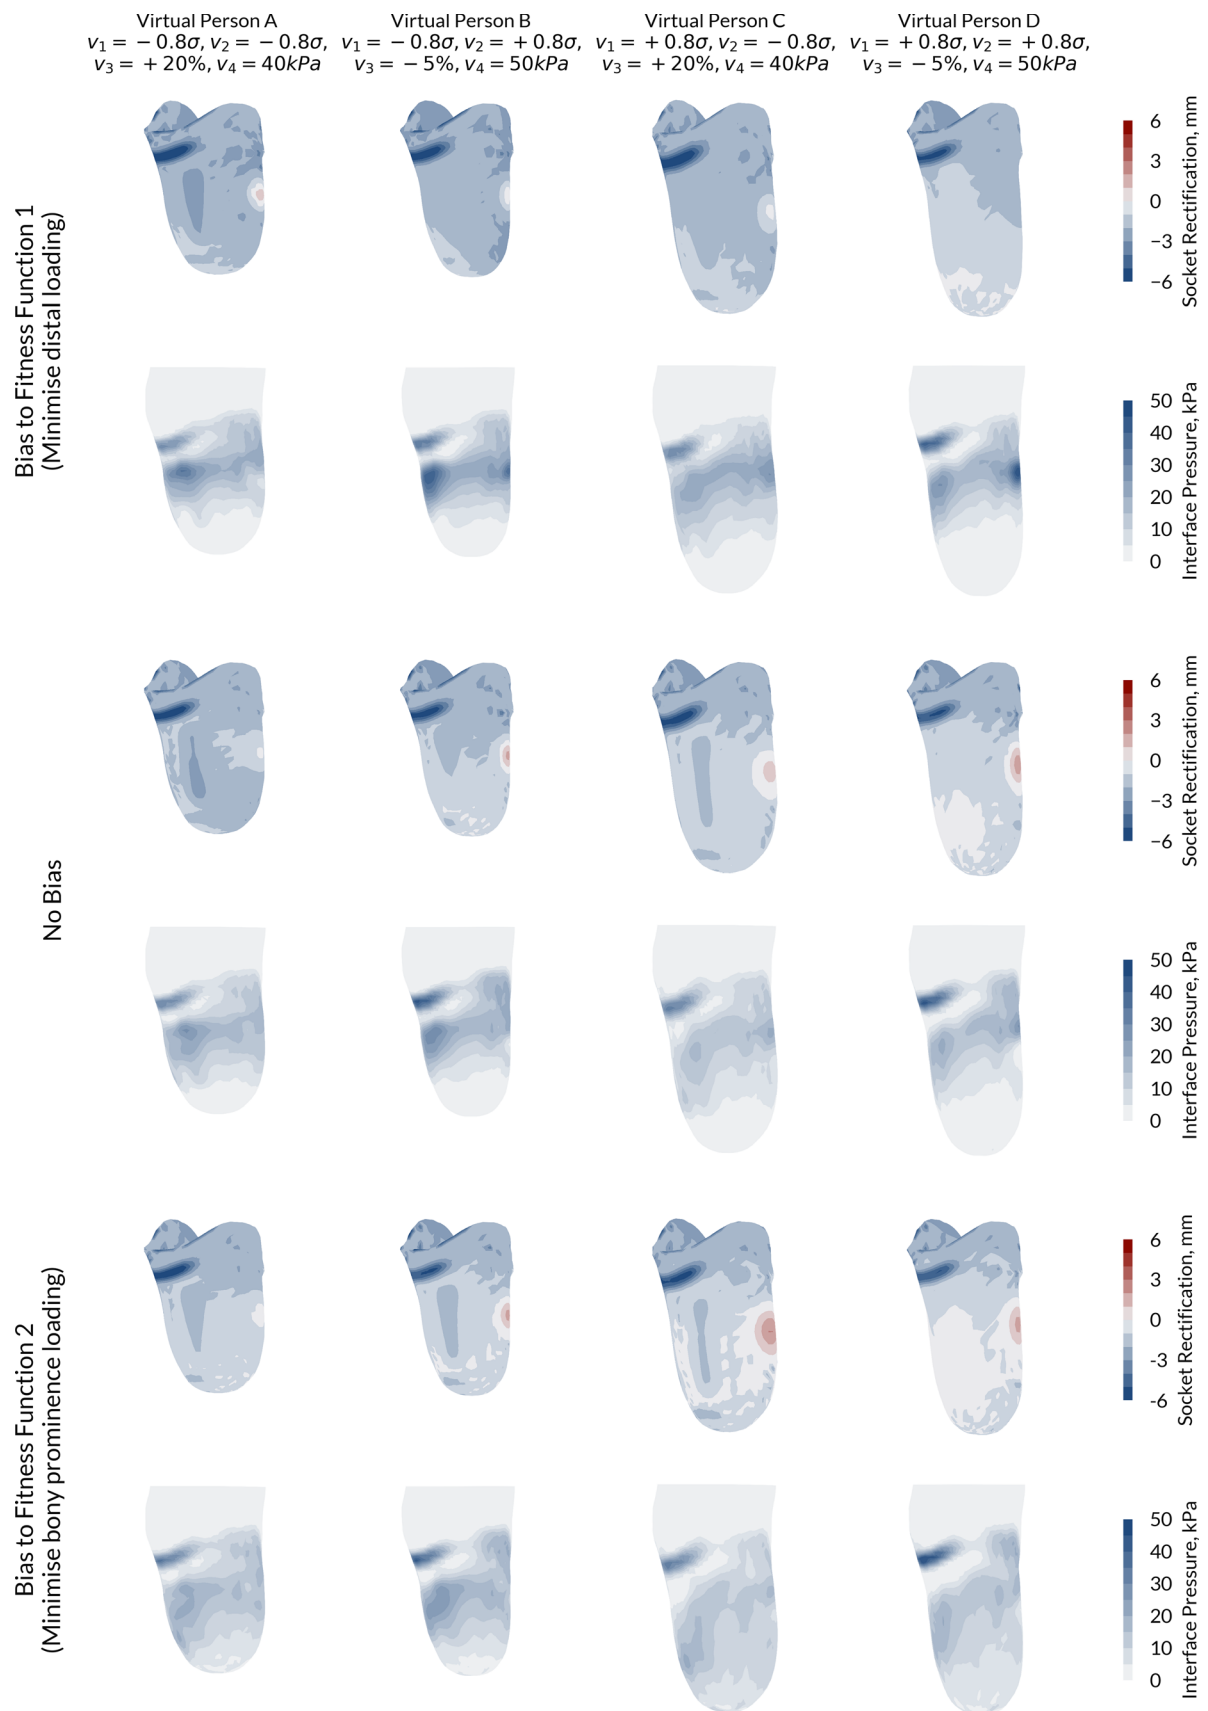 Virtual Person A
v₁ = −0.8σ, v₂ = −0.8σ,
v₃ = +20%, v₄ = 40kPa
Virtual Person B
v₁ = −0.8σ, v₂ = +0.8σ,
v₃ = −5%, v₄ = 50kPa
Virtual Person C
v₁ = +0.8σ, v₂ = −0.8σ,
v₃ = +20%, v₄ = 40kPa
Virtual Person D
v₁ = +0.8σ, v₂ = +0.8σ,
v₃ = −5%, v₄ = 50kPa
Bias to Fitness Function 1
(Minimise distal loading)
6
3
0
−3
−6
Socket Rectification, mm
50
40
30
20
10
0
Interface Pressure, kPa
No Bias
6
3
0
−3
−6
Socket Rectification, mm
50
40
30
20
10
0
Interface Pressure, kPa
Bias to Fitness Function 2
(Minimise bony prominence loading)
6
3
0
-3
-6
Socket Rectification, mm
50
40
30
20
10
0
Interface Pressure, kPa